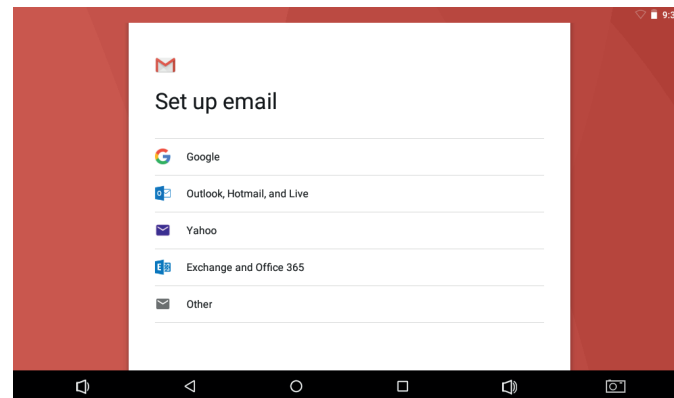 Set up email
Google
Outlook, Hotmail, and Live
Yahoo
Exchange and Office 365
Other